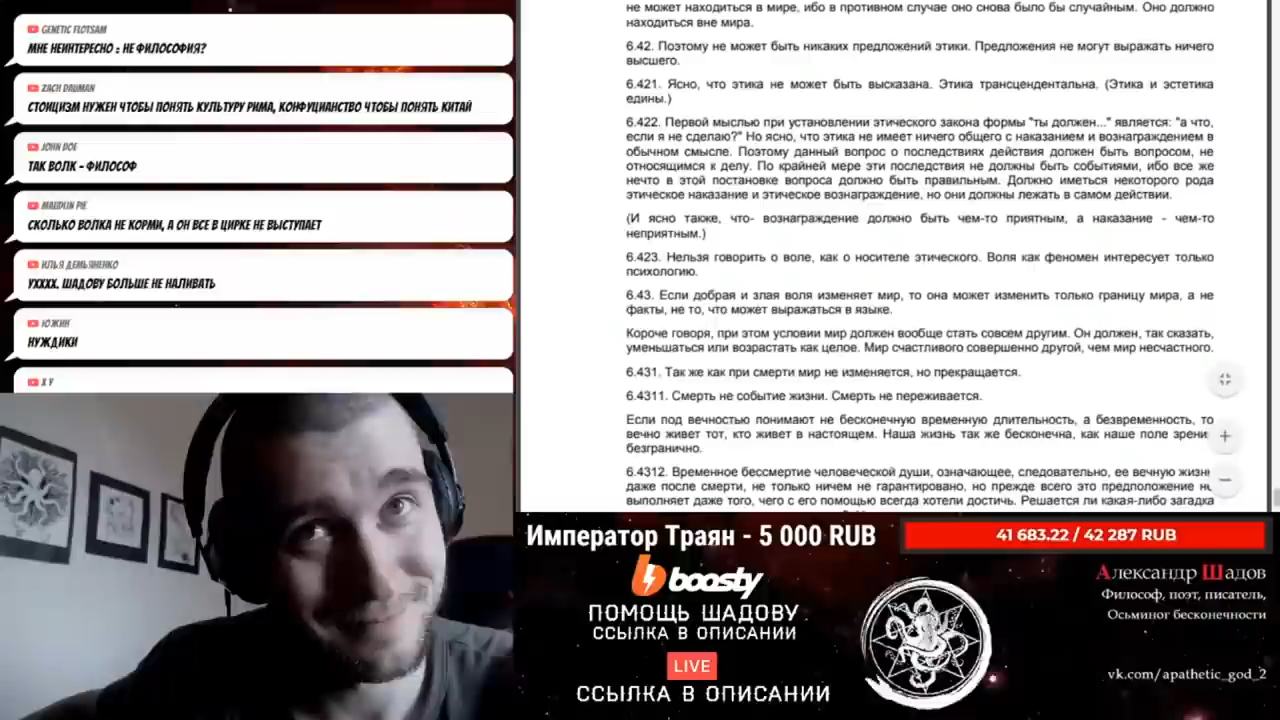 GENETIC FLOTSAM
МНЕ НЕИНТЕРЕСНО = НЕ ФИЛОСОФИЯ?
ZACH DAUMAN
СТОИЦИЗМ НУЖЕН ЧТОБЫ ПОНЯТЬ КУЛЬТУРУ РИМА, КОНФУЦИАНСТВО ЧТОБЫ ПОНЯТЬ КИТАЙ
JOHN DOE
ТАК ВОЛК - ФИЛОСОФ
MAUDLIN PIE
СКОЛЬКО ВОЛКА НЕ КОРМИ, А ОН ВСЕ В ЦИРКЕ НЕ ВЫСТУПАЕТ
ИЛЬЯ ДЕМЬЯНЕНКО
УХХХХ. ШАДОВУ БОЛЬШЕ НЕ НАЛИВАТЬ
ЮЖИН
НУЖДИКИ
X Y
не может находиться в мире, ибо в противном случае оно снова было бы случайным. Оно должно
находиться вне мира.
6.42. Поэтому не может быть никаких предложений этики. Предложения не могут выражать ничего
высшего.
6.421. Ясно, что этика не может быть высказана. Этика трансцендентальна. (Этика и эстетика
едины.)
6.422. Первой мыслью при установлении этического закона формы "ты должен..." является: "а что,
если я не сделаю?" Но ясно, что этика не имеет ничего общего с наказанием и вознаграждением в
обычном смысле. Поэтому данный вопрос о последствиях действия должен быть вопросом, не
относящимся к делу. По крайней мере эти последствия не должны быть событиями, ибо все же
нечто в этой постановке вопроса должно быть правильным. Должно иметься некоторого рода
этическое наказание и этическое вознаграждение, но они должны лежать в самом действии.
(И ясно также, что- вознаграждение должно быть чем-то приятным, а наказание - чем-то
неприятным.)
6.423. Нельзя говорить о воле, как о носителе этического. Воля как феномен интересует только
психологию.
6.43. Если добрая и злая воля изменяет мир, то она может изменить только границу мира, а не
факты, не то, что может выражаться в языке.
Короче говоря, при этом условии мир должен вообще стать совсем другим. Он должен, так сказать,
уменьшаться или возрастать как целое. Мир счастливого совершенно другой, чем мир несчастного.
6.431. Так же как при смерти мир не изменяется, но прекращается.
6.4311. Смерть не событие жизни. Смерть не переживается.
Если под вечностью понимают не бесконечную временную длительность, а безвременность, то
вечно живет тот, кто живет в настоящем. Наша жизнь так же бесконечна, как наше поле зрени
безгранично.
6.4312. Временное бессмертие человеческой души, означающее, следовательно, ее вечную жизн
даже после смерти, не только ничем не гарантировано, но прежде всего это предположение н
выполняет даже того, чего с его помощью всегда хотели достичь. Решается ли какая-либо загадка
Император Траян - 5 000 RUB
41 683.22 / 42 287 RUB
boosty
ПОМОЩЬ ШАДОВУ
ССЫЛКА В ОПИСАНИИ
LIVE
ССЫЛКА В ОПИСАНИИ
Александр Шадов
Философ, поэт, писатель,
Осьминог бесконечности
vk.com/apathetic_god_2